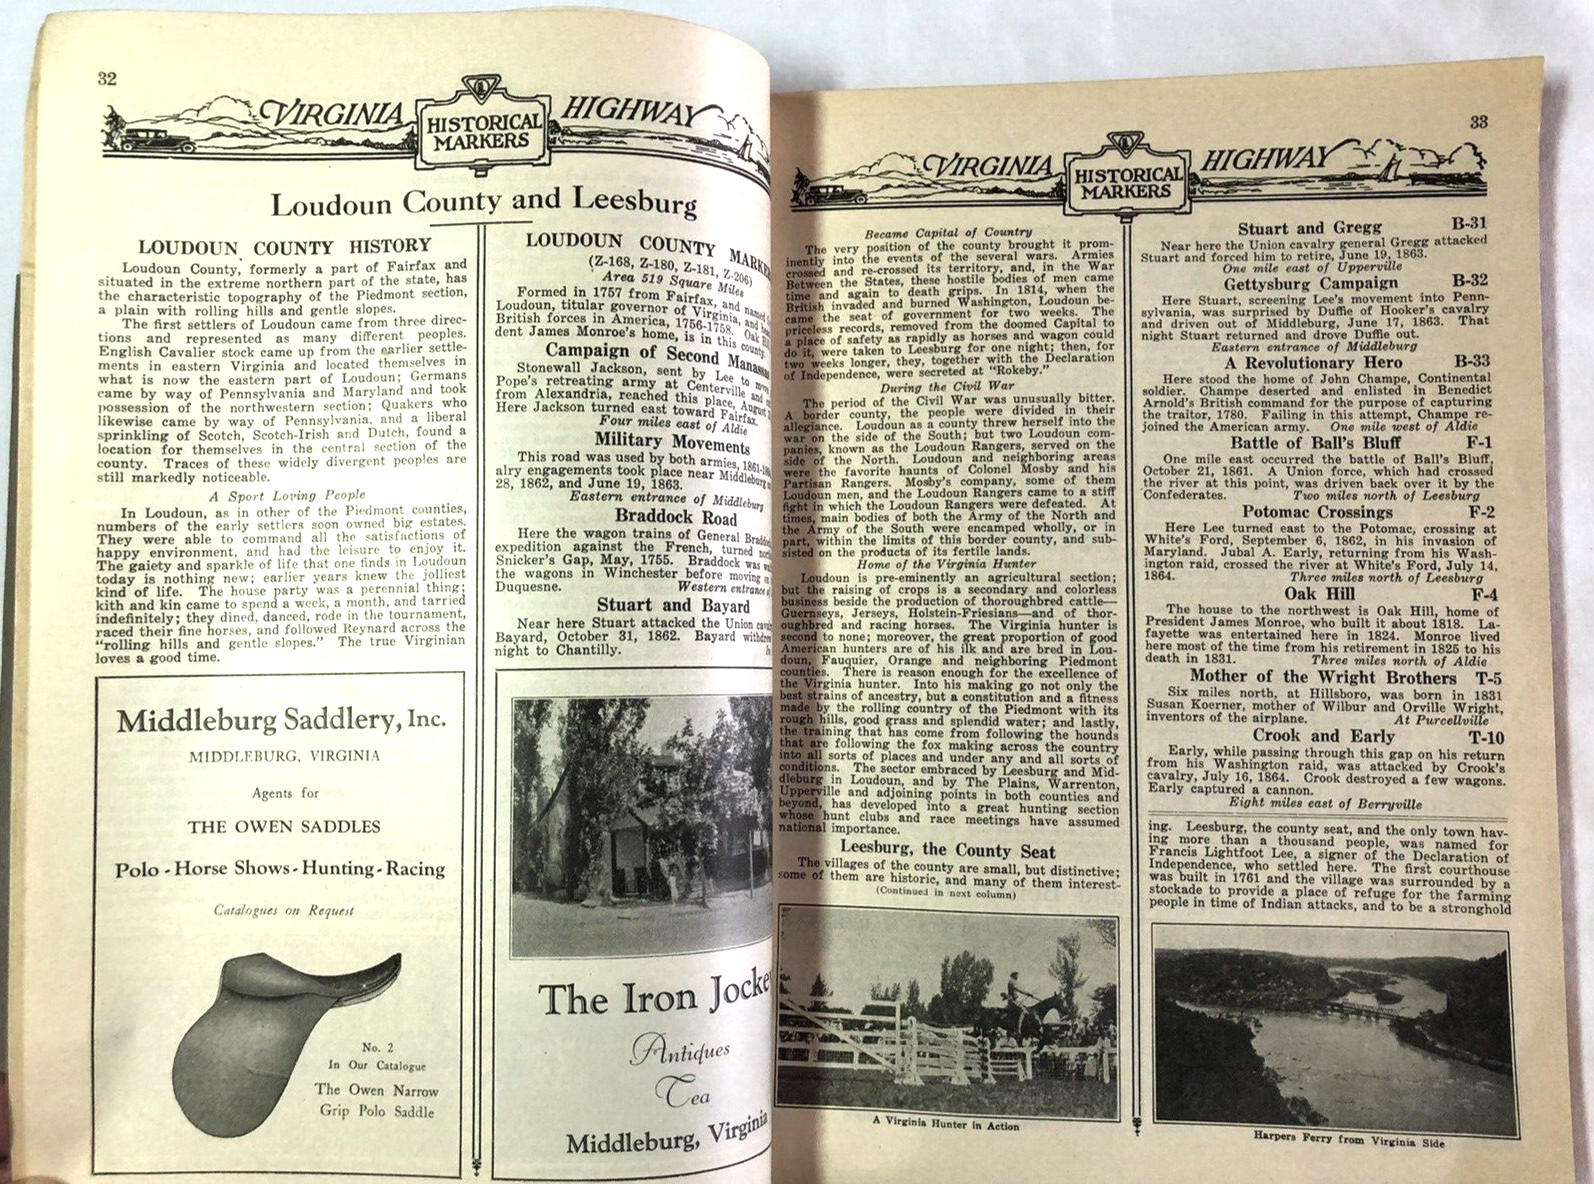 32
VIRGINIA HISTORICAL MARKERS HIGHWAY
Loudoun County and Leesburg
LOUDOUN COUNTY HISTORY
Loudoun County, formerly a part of Fairfax and
situated in the extreme northern part of the state, has
the characteristic topography of the Piedmont section,
a plain with rolling hills and gentle slopes.
The first settlers of Loudoun came from three direc-
tions and represented as many different peoples.
English Cavalier stock came up from the earlier settle-
ments in eastern Virginia and located themselves in
what is now the eastern part of Loudoun; Germans
came by way of Pennsylvania and Maryland and took
possession of the northwestern section; Quakers who
likewise came by way of Pennsylvania, and a liberal
sprinkling of Scotch, Scotch-Irish and Dutch, found a
location for themselves in the central section of the
county. Traces of these widely divergent peoples are
still markedly noticeable.
A Sport Loving People
In Loudoun, as in other of the Piedmont counties,
numbers of the early settlers soon owned big estates.
They were able to command all the satisfactions of
happy environment, and had the leisure to enjoy it.
The gaiety and sparkle of life that one finds in Loudoun
today is nothing new; earlier years knew the jolliest
kind of life. The house party was a perennial thing;
kith and kin came to spend a week, a month, and tarried
indefinitely; they dined, danced, rode in the tournament,
raced their fine horses, and followed Reynard across the
"rolling hills and gentle slopes." The true Virginian
loves a good time.
Middleburg Saddlery, Inc.
MIDDLEBURG, VIRGINIA
Agents for
THE OWEN SADDLES
Polo - Horse Shows - Hunting - Racing
Catalogues on Request
No. 2
In Our Catalogue
The Owen Narrow
Grip Polo Saddle
LOUDOUN COUNTY
(Z-168, Z-180, Z-181, Z-206)
Area 519 Square Miles
Formed in 1757 from Fairfax, and named
Loudoun, titular governor of Virginia, and
British forces in America, 1756-1758. Oak
dent James Monroe's home, is in this county.
Campaign of Second
Stonewall Jackson, sent by Lee to
Pope's retreating army at Centerville and
from Alexandria, reached this place, August
Here Jackson turned east toward Fairfax.
Four miles east of Aldie
Military Movements
This road was used by both armies,
alry engagements took place near Middleburg
28, 1862, and June 19, 1863.
Eastern entrance of Middleburg
Braddock Road
Here the wagon trains of General
expedition against the French, turned
Snicker's Gap, May, 1755. Braddock was
the wagons in Winchester before moving
Duquesne. Western entrance
Stuart and Bayard
Near here Stuart attacked the Union
Bayard, October 31, 1862. Bayard
night to Chantilly.
The Iron
Antiques
Tea
Middleburg, Virginia
33
VIRGINIA HISTORICAL MARKERS HIGHWAY
Became Capital of Country
The very position of the county brought it prom-
inently into the events of the several wars. Armies
crossed and re-crossed its territory, and, in the War
Between the States, these hostile bodies of men came
time and again to death grips. In 1814, when the
British invaded and burned Washington, Loudoun be-
came the seat of government for two weeks. The
priceless records, removed from the doomed Capital to
a place of safety as rapidly as horses and wagon could
do it, were taken to Leesburg for one night; then, for
two weeks longer, they, together with the Declaration
of Independence, were secreted at "Rokeby."
During the Civil War
The period of the Civil War was unusually bitter.
A border county, the people were divided in their
allegiance. Loudoun as a county threw herself into the
war on the side of the South; but two Loudoun com-
panies, known as the Loudoun Rangers, served on the
side of the North. Loudoun and neighboring areas
were the favorite haunts of Colonel Mosby and his
Partisan Rangers. Mosby's company, some of them
Loudoun men, and the Loudoun Rangers came to a stiff
fight in which the Loudoun Rangers were defeated. At
times, main bodies of both the Army of the North and
the Army of the South were encamped wholly, or in
part, within the limits of this border county, and sub-
sisted on the products of its fertile lands.
Home of the Virginia Hunter
Loudoun is pre-eminently an agricultural section;
but the raising of crops is a secondary and colorless
business beside the production of thoroughbred cattle—
Guernseys, Jerseys, Holstein-Friesians—and of thor-
oughbred and racing horses. The Virginia hunter is
second to none; moreover, the great proportion of good
American hunters are of his ilk and are bred in Lou-
doun, Fauquier, Orange and neighboring Piedmont
counties. There is reason enough for the excellence of
the Virginia hunter. Into his making go not only the
best strains of ancestry, but a constitution and a fitness
made by the rolling country of the Piedmont with its
rough hills, good grass and splendid water; and lastly,
the training that has come from following the hounds
that are following the fox making across the country
into all sorts of places and under any and all sorts of
conditions. The sector embraced by Leesburg and Mid-
dleburg in Loudoun, and by The Plains, Warrenton,
Upperville and adjoining points in both counties and
beyond, has developed into a great hunting section
whose hunt clubs and race meetings have assumed
national importance.
Leesburg, the County Seat
The villages of the county are small, but distinctive;
some of them are historic, and many of them interest-
(Continued in next column)
A Virginia Hunter in Action
Stuart and Gregg B-31
Near here the Union cavalry general Gregg attacked
Stuart and forced him to retire, June 19, 1863.
One mile east of Upperville
Gettysburg Campaign B-32
Here Stuart, screening Lee's movement into Penn-
sylvania, was surprised by Duffie of Hooker's cavalry
and driven out of Middleburg, June 17, 1863. That
night Stuart returned and drove Duffie out.
Eastern entrance of Middleburg
A Revolutionary Hero B-33
Here stood the home of John Champe, Continental
soldier. Champe deserted and enlisted in Benedict
Arnold's British command for the purpose of capturing
the traitor, 1780. Failing in this attempt, Champe re-
joined the American army. One mile west of Aldie
Battle of Ball's Bluff F-1
One mile east occurred the battle of Ball's Bluff,
October 21, 1861. A Union force, which had crossed
the river at this point, was driven back over it by the
Confederates. Two miles north of Leesburg
Potomac Crossings F-2
Here Lee turned east to the Potomac, crossing at
White's Ford, September 6, 1862, in his invasion of
Maryland. Jubal A. Early, returning from his Wash-
ington raid, crossed the river at White's Ford, July 14,
1864. Three miles north of Leesburg
Oak Hill F-4
The house to the northwest is Oak Hill, home of
President James Monroe, who built it about 1818. La-
fayette was entertained here in 1824. Monroe lived
here most of the time from his retirement in 1825 to his
death in 1831. Three miles north of Aldie
Mother of the Wright Brothers T-5
Six miles north, at Hillsboro, was born in 1831
Susan Koerner, mother of Wilbur and Orville Wright,
inventors of the airplane. At Purcellville
Crook and Early T-10
Early, while passing through this gap on his return
from his Washington raid, was attacked by Crook's
cavalry, July 16, 1864. Crook destroyed a few wagons.
Early captured a cannon.
Eight miles east of Berryville
ing. Leesburg, the county seat, and the only town hav-
ing more than a thousand people, was named for
Francis Lightfoot Lee, a signer of the Declaration of
Independence, who settled here. The first courthouse
was built in 1761 and the village was surrounded by a
stockade to provide a place of refuge for the farming
people in time of Indian attacks, and to be a stronghold
Harpers Ferry from Virginia Side